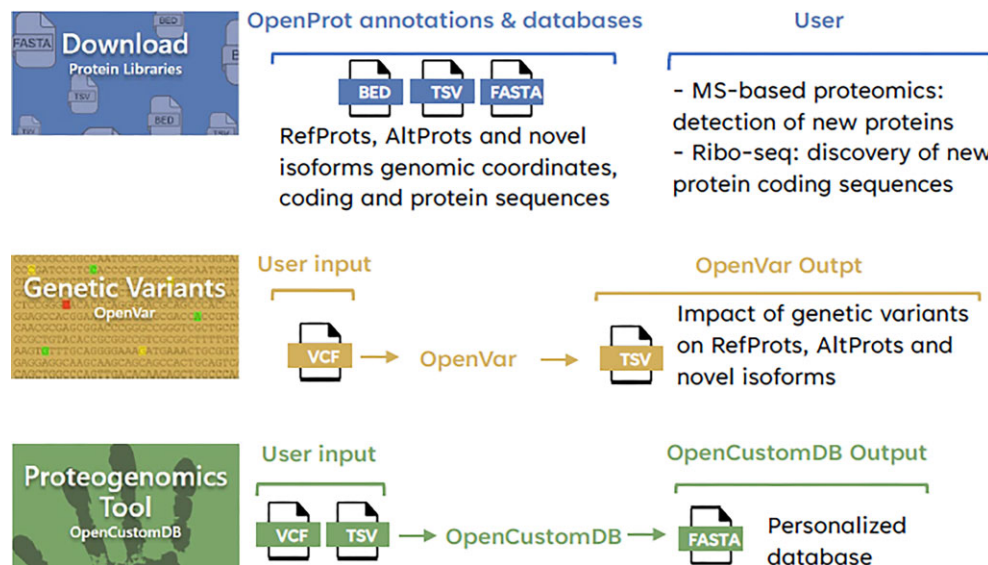 OpenProt annotations & databases
User
FASTA
BED
Download
Protein Libraries
TSV
BED
TSV
BED
TSV
FASTA
RefProts, AltProts and novel
isoforms genomic coordinates,
coding and protein sequences
- MS-based proteomics:
detection of new proteins
- Ribo-seq: discovery of new
protein coding sequences
Genetic Variants
OpenVar
User input
VCF
OpenVar
OpenVar Outpt
TSV
Impact of genetic variants
on RefProts, AltProts and
novel isoforms
Proteogenomics
Tool
OpenCustomDB
User input
VCF
TSV
OpenCustomDB
OpenCustomDB Output
FASTA
Personalized
database